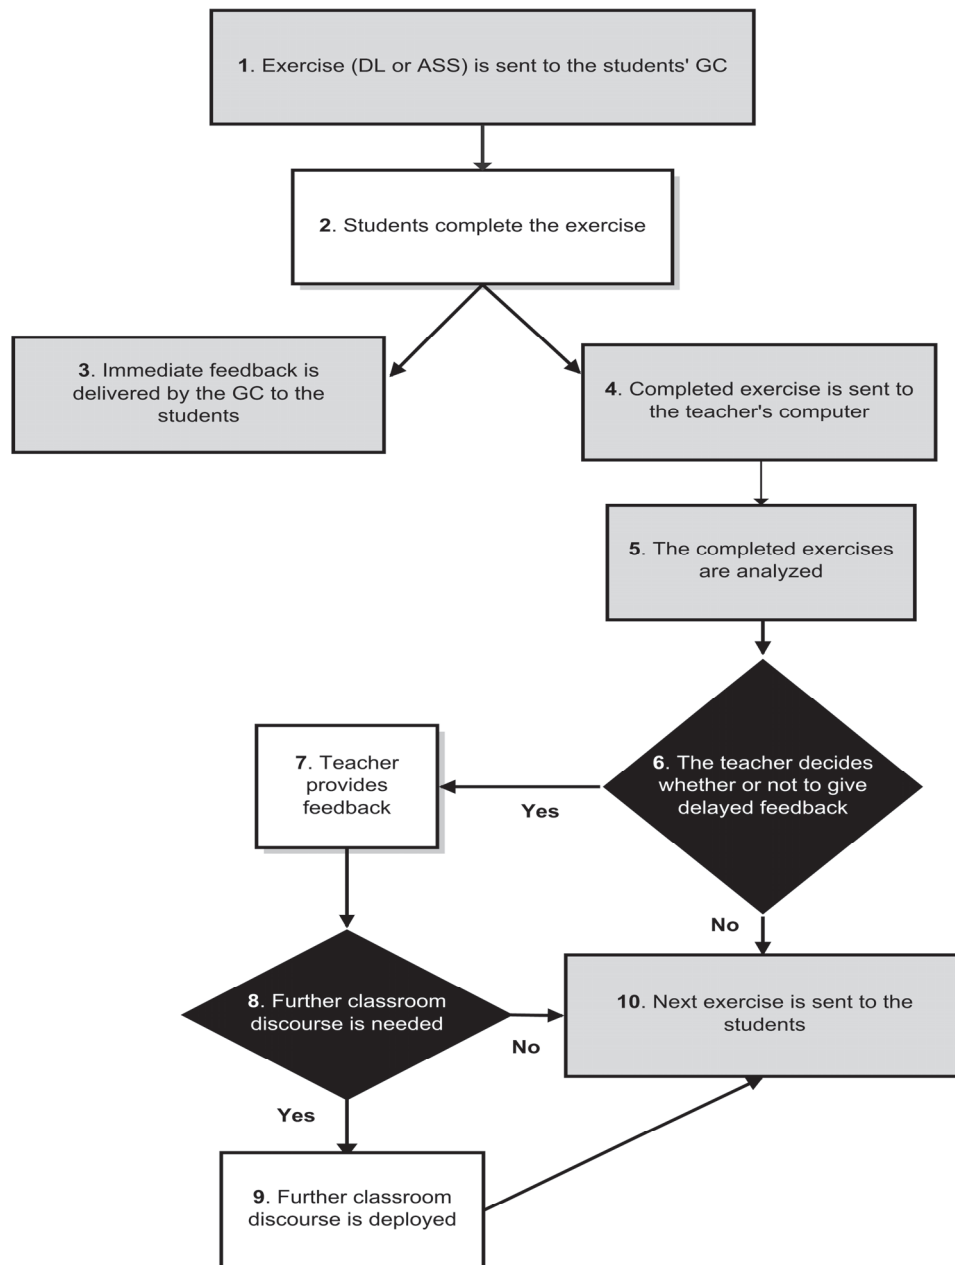 1. Exercise (DL or ASS) is sent to the students' GC
2. Students complete the exercise
3. Immediate feedback is
delivered by the GC to the
students
4. Completed exercise is sent to
the teacher's computer
5. The completed exercises
are analyzed
6. The teacher decides
whether or not to give
delayed feedback
Yes
7. Teacher
provides
feedback
No
8. Further classroom
discourse is needed
No
10. Next exercise is sent to the
students
Yes
9. Further classroom
discourse is deployed